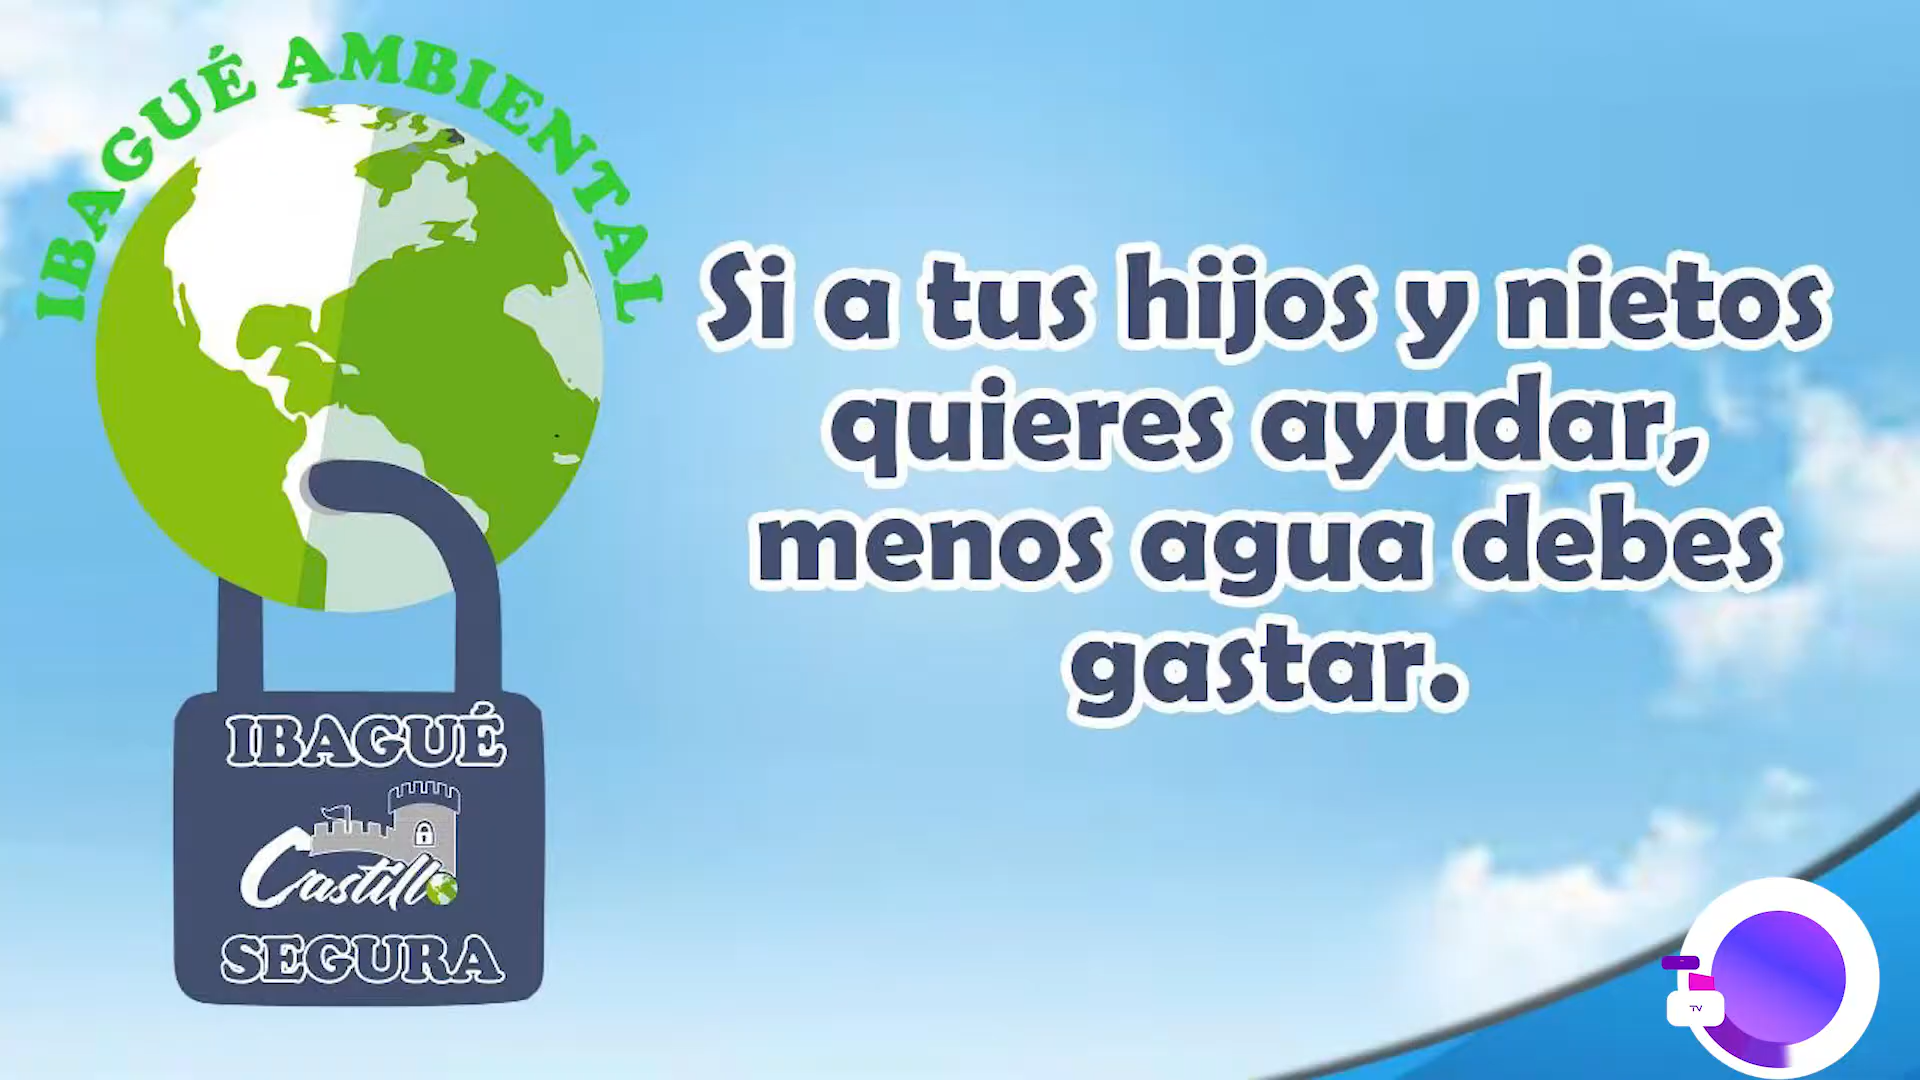 IBAGUÉ AMBIENTAL
Si a tus hijos y nietos
quieres ayudar,
menos agua debes
gastar.
IBAGUÉ
Castillo
SEGURA
TV